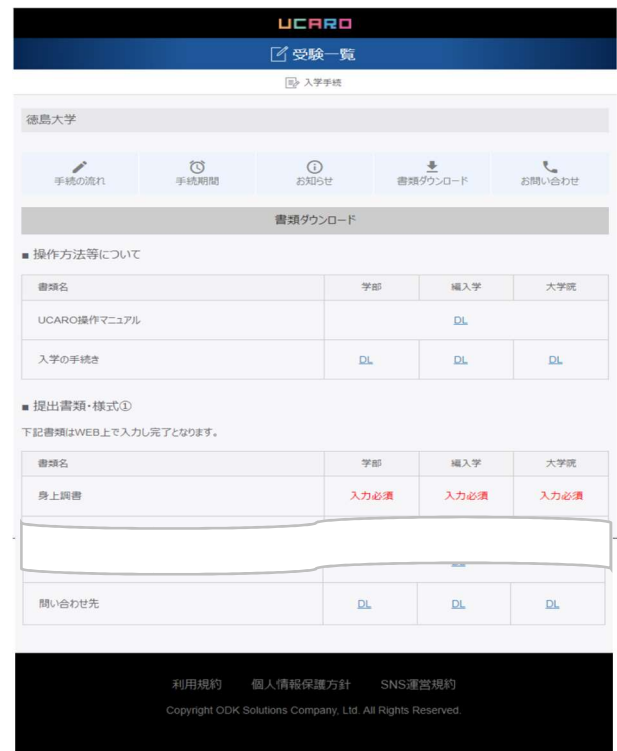 UCARO
受験一覧
入学手続
徳島大学
手続の流れ 手続期間 お知らせ 書類ダウンロード お問い合わせ
書類ダウンロード
■ 操作方法等について
書類名 学部 編入学 大学院
UCARO操作マニュアル DL
入学の手続き DL DL DL
■ 提出書類・様式①
下記書類はWEB上で入力し完了となります。
書類名 学部 編入学 大学院
身上調書 入力必須 入力必須 入力必須
問い合わせ先 DL DL DL
利用規約 個人情報保護方針 SNS運営規約
Copyright ODK Solutions Company, Ltd. All Rights Reserved.